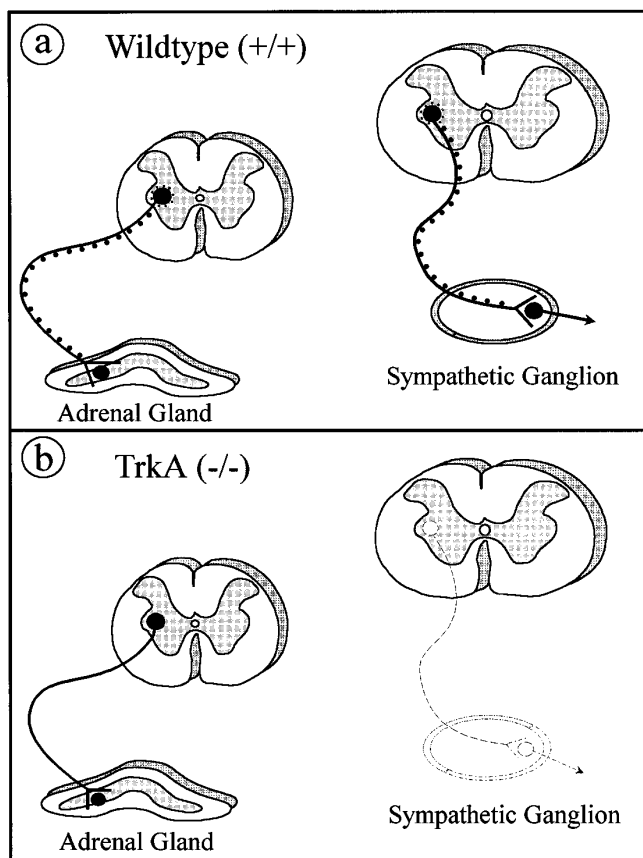 a Wildtype (+/+)
Adrenal Gland
Sympathetic Ganglion
b TrkA (-/-)
Adrenal Gland
Sympathetic Ganglion